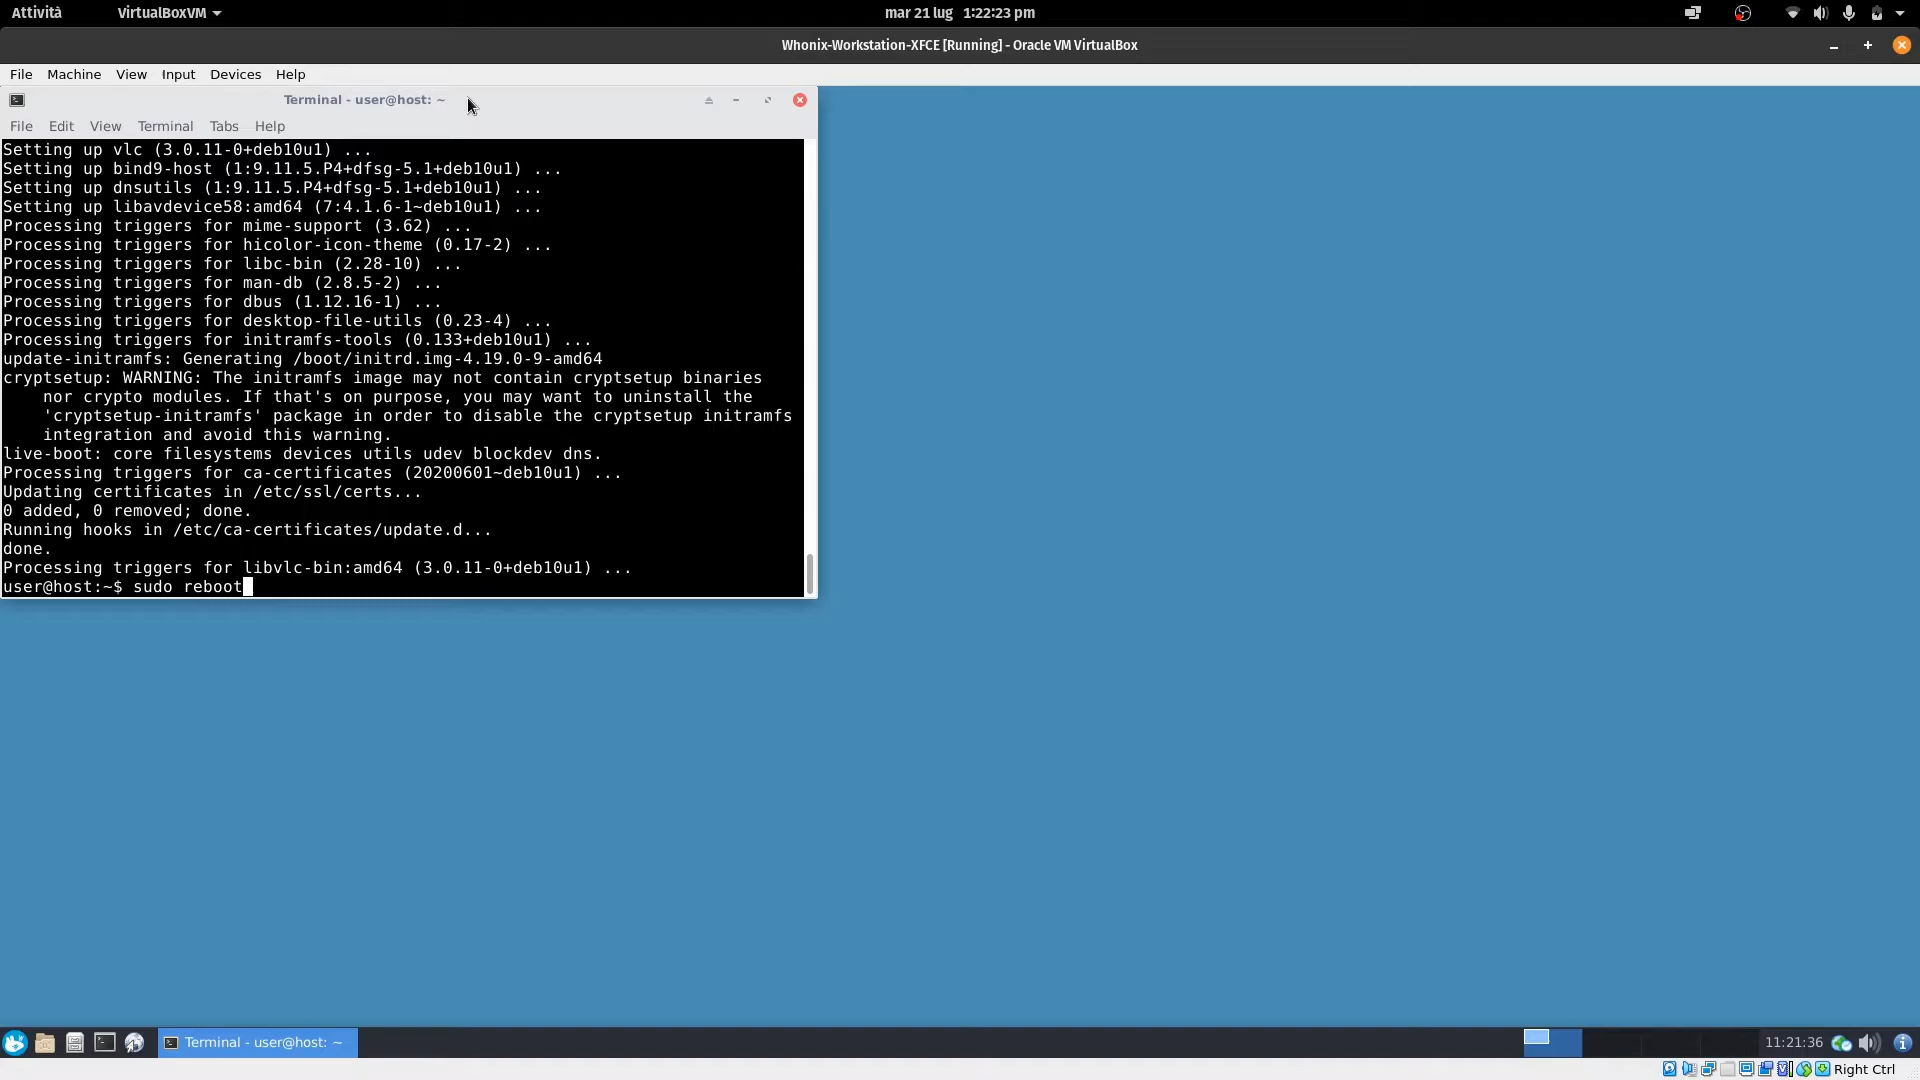 Attività
VirtualBoxVM
mar 21 lug 1:22:23 pm
Whonix-Workstation-XFCE [Running] - Oracle VM VirtualBox
File Machine View Input Devices Help
Terminal - user@host: ~
File Edit View Terminal Tabs Help
Setting up vlc (3.0.11-0+deb10u1) ...
Setting up bind9-host (1:9.11.5.P4+dfsg-5.1+deb10u1) ...
Setting up dnsutils (1:9.11.5.P4+dfsg-5.1+deb10u1) ...
Setting up libavdevice58:amd64 (7:4.1.6-1~deb10u1) ...
Processing triggers for mime-support (3.62) ...
Processing triggers for hicolor-icon-theme (0.17-2) ...
Processing triggers for libc-bin (2.28-10) ...
Processing triggers for man-db (2.8.5-2) ...
Processing triggers for dbus (1.12.16-1) ...
Processing triggers for desktop-file-utils (0.23-4) ...
Processing triggers for initramfs-tools (0.133+deb10u1) ...
update-initramfs: Generating /boot/initrd.img-4.19.0-9-amd64
cryptsetup: WARNING: The initramfs image may not contain cryptsetup binaries
nor crypto modules. If that's on purpose, you may want to uninstall the
'cryptsetup-initramfs' package in order to disable the cryptsetup initramfs
integration and avoid this warning.
live-boot: core filesystems devices utils udev blockdev dns.
Processing triggers for ca-certificates (20200601~deb10u1) ...
Updating certificates in /etc/ssl/certs...
0 added, 0 removed; done.
Running hooks in /etc/ca-certificates/update.d...
done.
Processing triggers for libvlc-bin:amd64 (3.0.11-0+deb10u1) ...
user@host:~$ sudo reboot
Terminal - user@host: ~
11:21:36
Right Ctrl